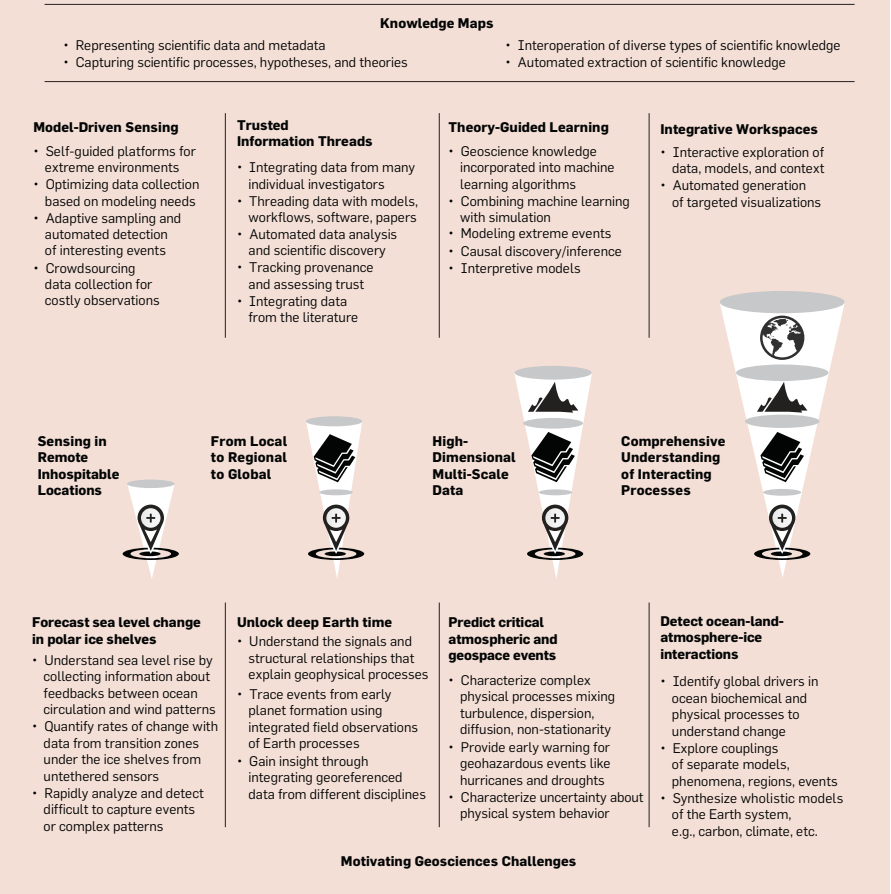 Knowledge Maps
• Representing scientific data and metadata
• Capturing scientific processes, hypotheses, and theories
• Interoperation of diverse types of scientific knowledge
• Automated extraction of scientific knowledge
Model-Driven Sensing
• Self-guided platforms for
extreme environments
• Optimizing data collection
based on modeling needs
• Adaptive sampling and
automated detection
of interesting events
• Crowdsourcing
data collection for
costly observations
Trusted
Information Threads
• Integrating data from many
individual investigators
• Threading data with models,
workflows, software, papers
• Automated data analysis
and scientific discovery
• Tracking provenance
and assessing trust
• Integrating data
from the literature
Theory-Guided Learning
• Geoscience knowledge
incorporated into machine
learning algorithms
• Combining machine learning
with simulation
• Modeling extreme events
• Causal discovery/inference
• Interpretive models
Integrative Workspaces
• Interactive exploration of
data, models, and context
• Automated generation
of targeted visualizations
Sensing in
Remote
Inhospitable
Locations
From Local
to Regional
to Global
High-
Dimensional
Multi-Scale
Data
Comprehensive
Understanding
of Interacting
Processes
Forecast sea level change
in polar ice shelves
• Understand sea level rise by
collecting information about
feedbacks between ocean
circulation and wind patterns
• Quantify rates of change with
data from transition zones
under the ice shelves from
untethered sensors
• Rapidly analyze and detect
difficult to capture events
or complex patterns
Unlock deep Earth time
• Understand the signals and
structural relationships that
explain geophysical processes
• Trace events from early
planet formation using
integrated field observations
of Earth processes
• Gain insight through
integrating georeferenced
data from different disciplines
Predict critical
atmospheric and
geospace events
• Characterize complex
physical processes mixing
turbulence, dispersion,
diffusion, non-stationarity
• Provide early warning for
geohazardous events like
hurricanes and droughts
• Characterize uncertainty about
physical system behavior
Detect ocean-land-
atmosphere-ice
interactions
• Identify global drivers in
ocean biochemical and
physical processes to
understand change
• Explore couplings
of separate models,
phenomena, regions, events
• Synthesize wholistic models
of the Earth system,
e.g., carbon, climate, etc.
Motivating Geosciences Challenges